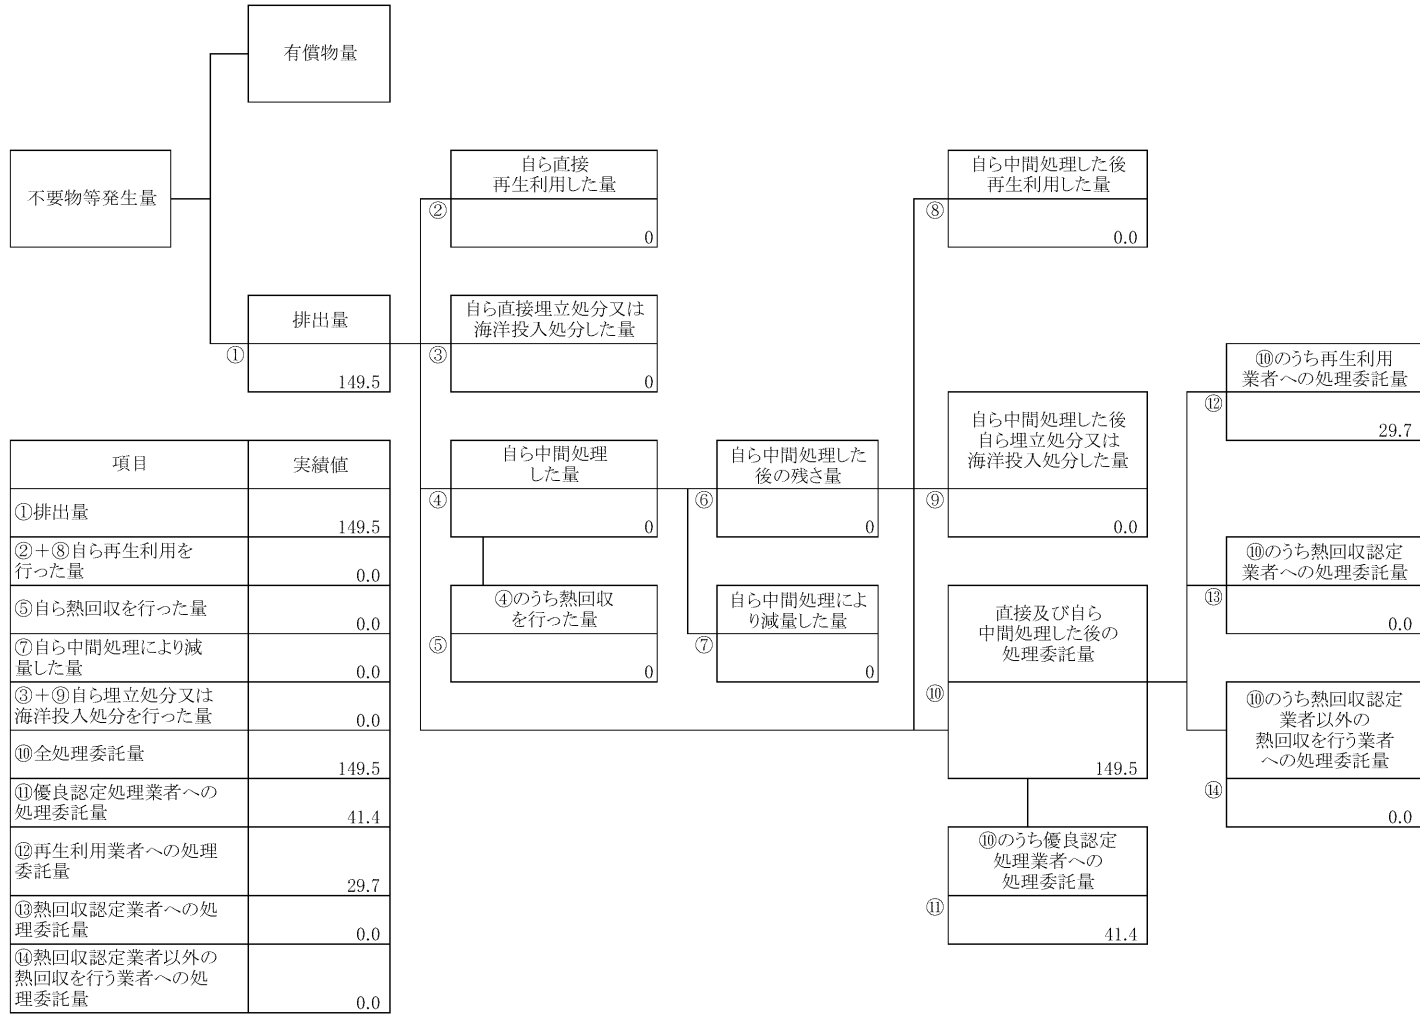 有償物量
不要物等発生量
①
排出量
149.5
②
自ら直接
再生利用した量
0
③
自ら直接埋立処分又は
海洋投入処分した量
0
④
自ら中間処理
した量
0
⑤
④のうち熱回収
を行った量
0
⑥
自ら中間処理した
後の残さ量
0
⑦
自ら中間処理によ
り減量した量
0
⑧
自ら中間処理した後
再生利用した量
0.0
⑨
自ら中間処理した後
自ら埋立処分又は
海洋投入処分した量
0.0
⑩
直接及び自ら
中間処理した後の
処理委託量
149.5
⑪
⑩のうち優良認定
処理業者への
処理委託量
41.4
⑫
⑩のうち再生利用
業者への処理委託量
29.7
⑬
⑩のうち熱回収認定
業者への処理委託量
0.0
⑭
⑩のうち熱回収認定
業者以外の
熱回収を行う業者
への処理委託量
0.0
項目 実績値
①排出量
149.5
②＋⑧自ら再生利用を
行った量
0.0
⑤自ら熱回収を行った量
0.0
⑦自ら中間処理により減
量した量
0.0
③＋⑨自ら埋立処分又は
海洋投入処分を行った量
0.0
⑩全処理委託量
149.5
⑪優良認定処理業者への
処理委託量
41.4
⑫再生利用業者への処理
委託量
29.7
⑬熱回収認定業者への処
理委託量
0.0
⑭熱回収認定業者以外の
熱回収を行う業者への処
理委託量
0.0